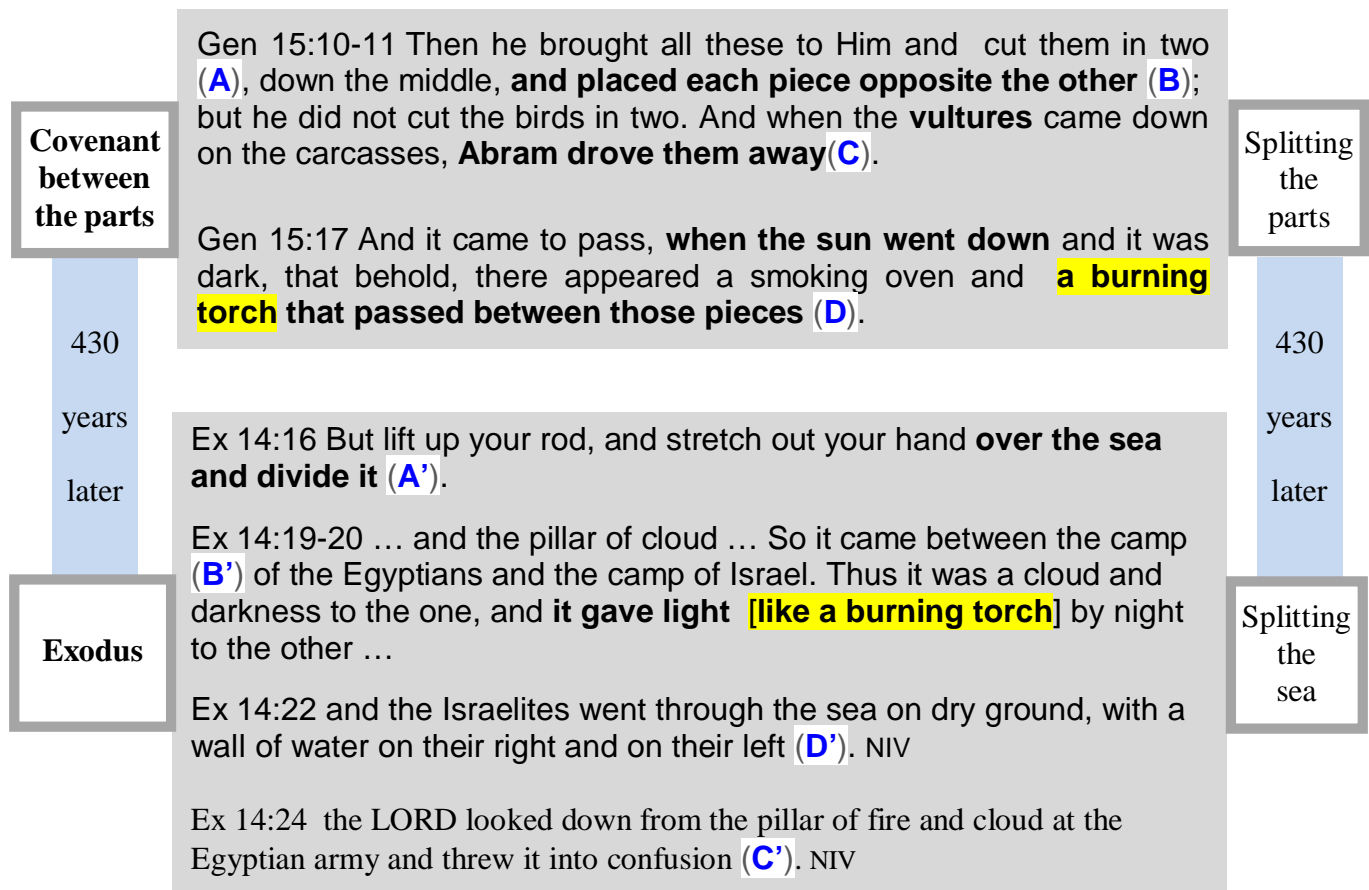 Gen 15:10-11 Then he brought all these to Him and cut them in two
(A), down the middle, and placed each piece opposite the other (B);
but he did not cut the birds in two. And when the vultures came down
on the carcasses, Abram drove them away(C).
Gen 15:17 And it came to pass, when the sun went down and it was
dark, that behold, there appeared a smoking oven and a burning
torch that passed between those pieces (D).
Covenant
between
the parts
Splitting
the
parts
430
years
later
430
years
later
Ex 14:16 But lift up your rod, and stretch out your hand over the sea
and divide it (A’).
Ex 14:19-20 … and the pillar of cloud … So it came between the camp
(B’) of the Egyptians and the camp of Israel. Thus it was a cloud and
darkness to the one, and it gave light [like a burning torch] by night
to the other …
Ex 14:22 and the Israelites went through the sea on dry ground, with a
wall of water on their right and on their left (D’). NIV
Ex 14:24 the LORD looked down from the pillar of fire and cloud at the
Egyptian army and threw it into confusion (C’). NIV
Exodus
Splitting
the
sea